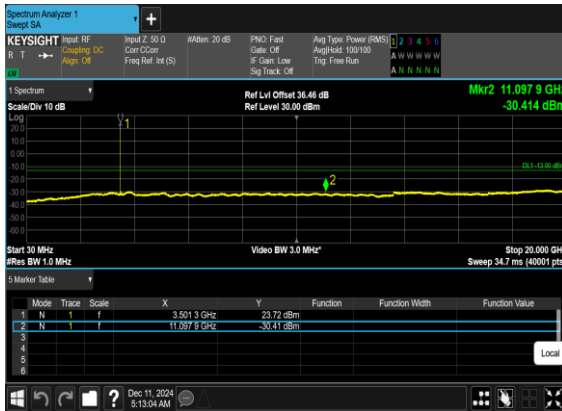 Spectrum Analyzer 1
Swept SA
+
KEYSIGHT Input: RF Input Z: 50 Ω #Atten: 20 dB PNO: Fast Avg Type: Power (RMS) 1 2 3 4 5 6
R T Coupling: DC Corr CCorr Gate: Off Avg|Hold: 100/100 A W W W W W
Align: Off Freq Ref: Int (S) IF Gain: Low Trig: Free Run
Sig Track: Off A N N N N N
1 Spectrum
Ref Lvl Offset 36.46 dB Mkr2 11.097 9 GHz
Scale/Div 10 dB Ref Level 30.00 dBm -30.414 dBm
Log
20.0
10.0
0.00
-10.0
-20.0
-30.0
-40.0
-50.0
-60.0
1
2
DL1 -13.00 dBm
Start 30 MHz Video BW 3.0 MHz* Stop 20.000 GHz
#Res BW 1.0 MHz Sweep 34.7 ms (40001 pts)
5 Marker Table
Mode Trace Scale X Y Function Function Width Function Value
1 N 1 f 3.501 3 GHz 23.72 dBm
2 N 1 f 11.097 9 GHz -30.41 dBm
3
4
5
6
Local
? Dec 11, 2024
5:13:04 AM